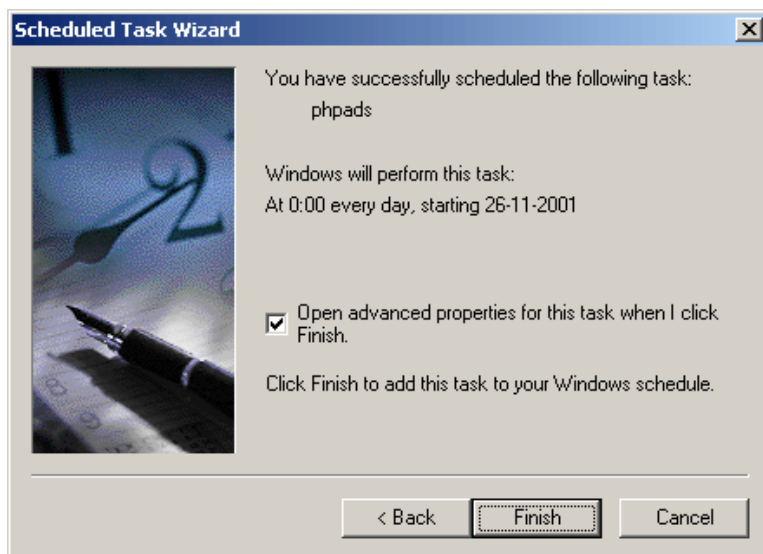 Scheduled Task Wizard
You have successfully scheduled the following task:
phpads
Windows will perform this task:
At 0:00 every day, starting 26-11-2001
Open advanced properties for this task when I click
Finish.
Click Finish to add this task to your Windows schedule.
< Back
Finish
Cancel